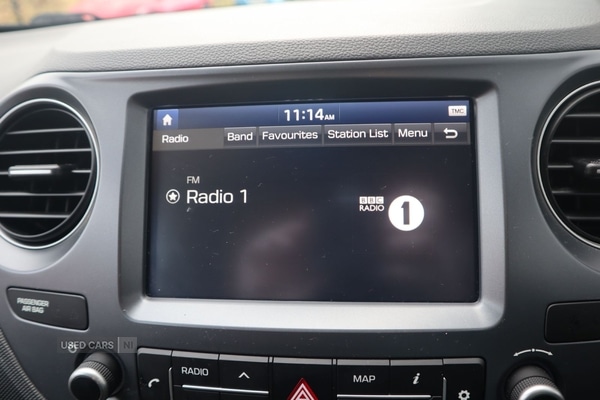 11:14AM
TMC
Radio
Band Favourites Station List Menu
FM
Radio 1
BBC
RADIO
1
PASSENGER
AIR BAG
USED CARS NI
RADIO
MAP
i